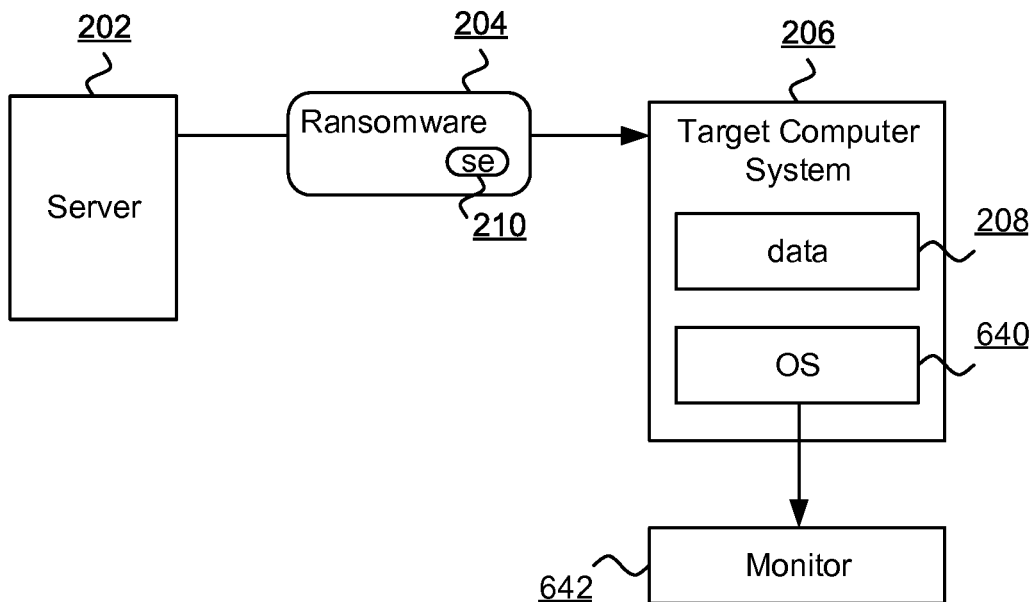 202
204
206
Server
Ransomware
se
210
Target Computer
System
data
208
OS
640
Monitor
642